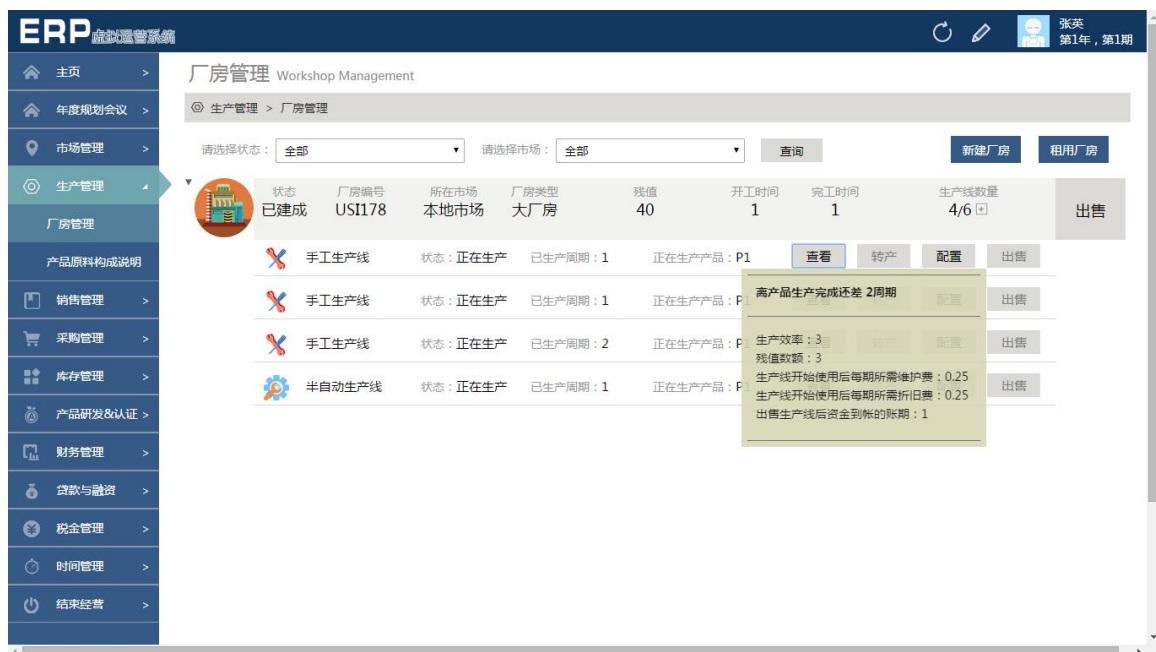 ERP虚拟运营系统
张英
第1年，第1期
主页 >
年度规划会议 >
市场管理 >
生产管理
厂房管理
产品原料构成说明
销售管理 >
采购管理 >
库存管理 >
产品研发&认证 >
财务管理 >
贷款与融资 >
税金管理 >
时间管理 >
结束经营 >
厂房管理 Workshop Management
生产管理 > 厂房管理
请选择状态： 全部 请选择市场： 全部 查询 新建厂房 租用厂房
状态 厂房编号 所在市场 厂房类型 残值 开工时间 完工时间 生产线数量
已建成 USI178 本地市场 大厂房 40 1 1 4/6 + 出售
手工生产线 状态：正在生产 已生产周期：1 正在生产产品：P1 查看 转产 配置 出售
手工生产线 状态：正在生产 已生产周期：1 正在生产产品：P1 配置 出售
手工生产线 状态：正在生产 已生产周期：2 正在生产产品：P 配置 出售
半自动生产线 状态：正在生产 已生产周期：1 正在生产产品：P1 出售
离产品生产完成还差 2周期
生产效率：3
残值数额：3
生产线开始使用后每期所需维护费：0.25
生产线开始使用后每期所需折旧费：0.25
出售生产线后资金到帐的账期：1